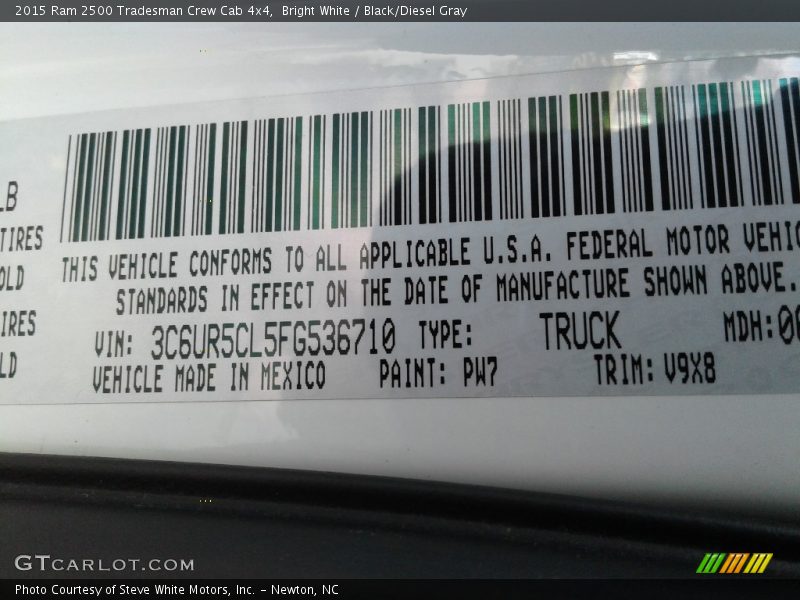 2015 Ram 2500 Tradesman Crew Cab 4x4,  Bright White / Black/Diesel Gray
LB
TIRES
OLD
IRES
LD
THIS VEHICLE CONFORMS TO ALL APPLICABLE U.S.A. FEDERAL MOTOR VEHIC
STANDARDS IN EFFECT ON THE DATE OF MANUFACTURE SHOWN ABOVE.
VIN: 3C6UR5CL5FG536710 TYPE: TRUCK MDH:00
VEHICLE MADE IN MEXICO PAINT: PW7 TRIM: V9X8
GTCARLOT.COM
Photo Courtesy of Steve White Motors, Inc. – Newton, NC